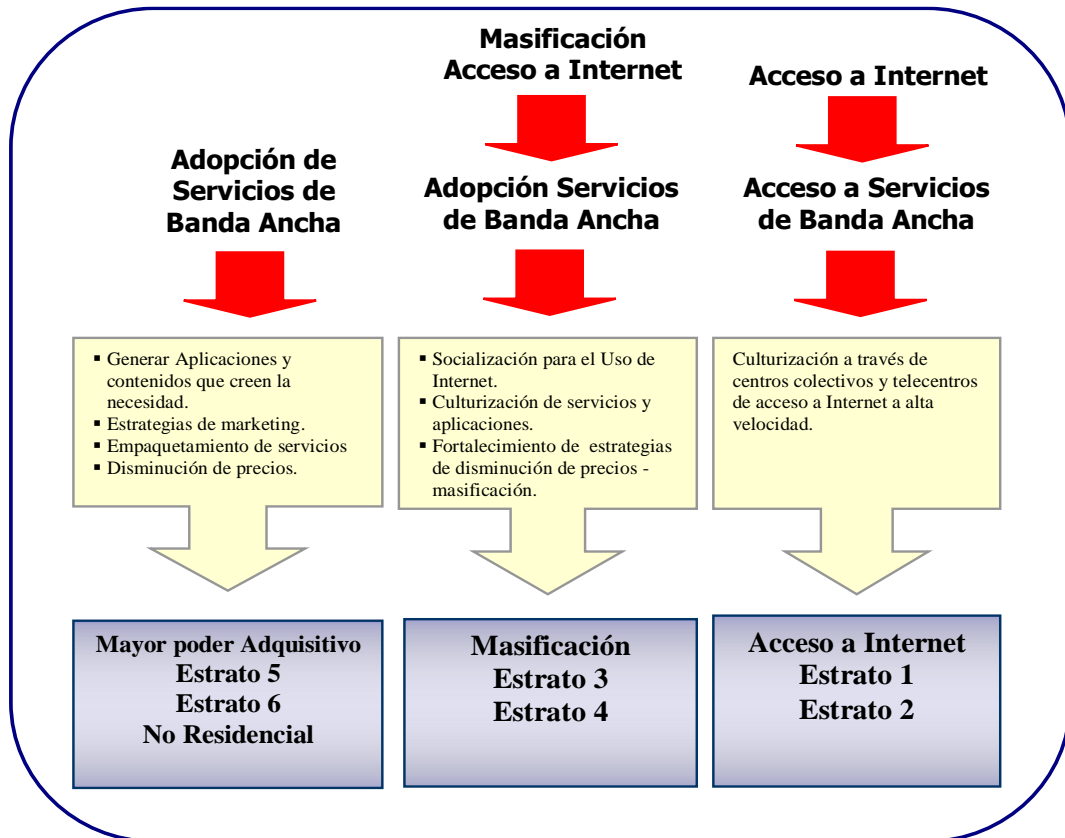 Masificación
Acceso a Internet
Acceso a Internet
Adopción de
Servicios de
Banda Ancha
Adopción Servicios
de Banda Ancha
Acceso a Servicios
de Banda Ancha
▪ Generar Aplicaciones y
contenidos que creen la
necesidad.
▪ Estrategias de marketing.
▪ Empaquetamiento de servicios
▪ Disminución de precios.
▪ Socialización para el Uso de
Internet.
▪ Culturización de servicios y
aplicaciones.
▪ Fortalecimiento de estrategias
de disminución de precios -
masificación.
Culturización a través de
centros colectivos y telecentros
de acceso a Internet a alta
velocidad.
Mayor poder Adquisitivo
Estrato 5
Estrato 6
No Residencial
Masificación
Estrato 3
Estrato 4
Acceso a Internet
Estrato 1
Estrato 2